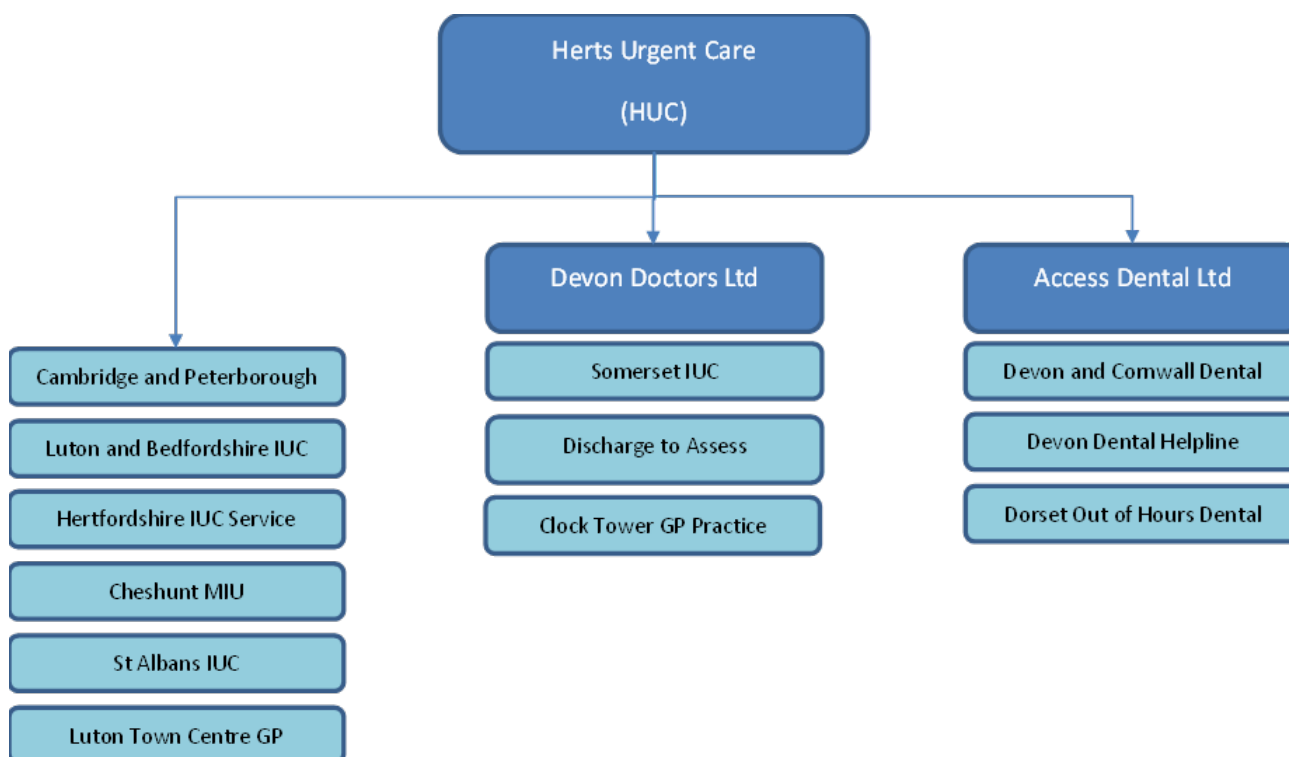 Herts Urgent Care
(HUC)
Devon Doctors Ltd
Access Dental Ltd
Cambridge and Peterborough
Luton and Bedfordshire IUC
Hertfordshire IUC Service
Cheshunt MIU
St Albans IUC
Luton Town Centre GP
Somerset IUC
Discharge to Assess
Clock Tower GP Practice
Devon and Cornwall Dental
Devon Dental Helpline
Dorset Out of Hours Dental